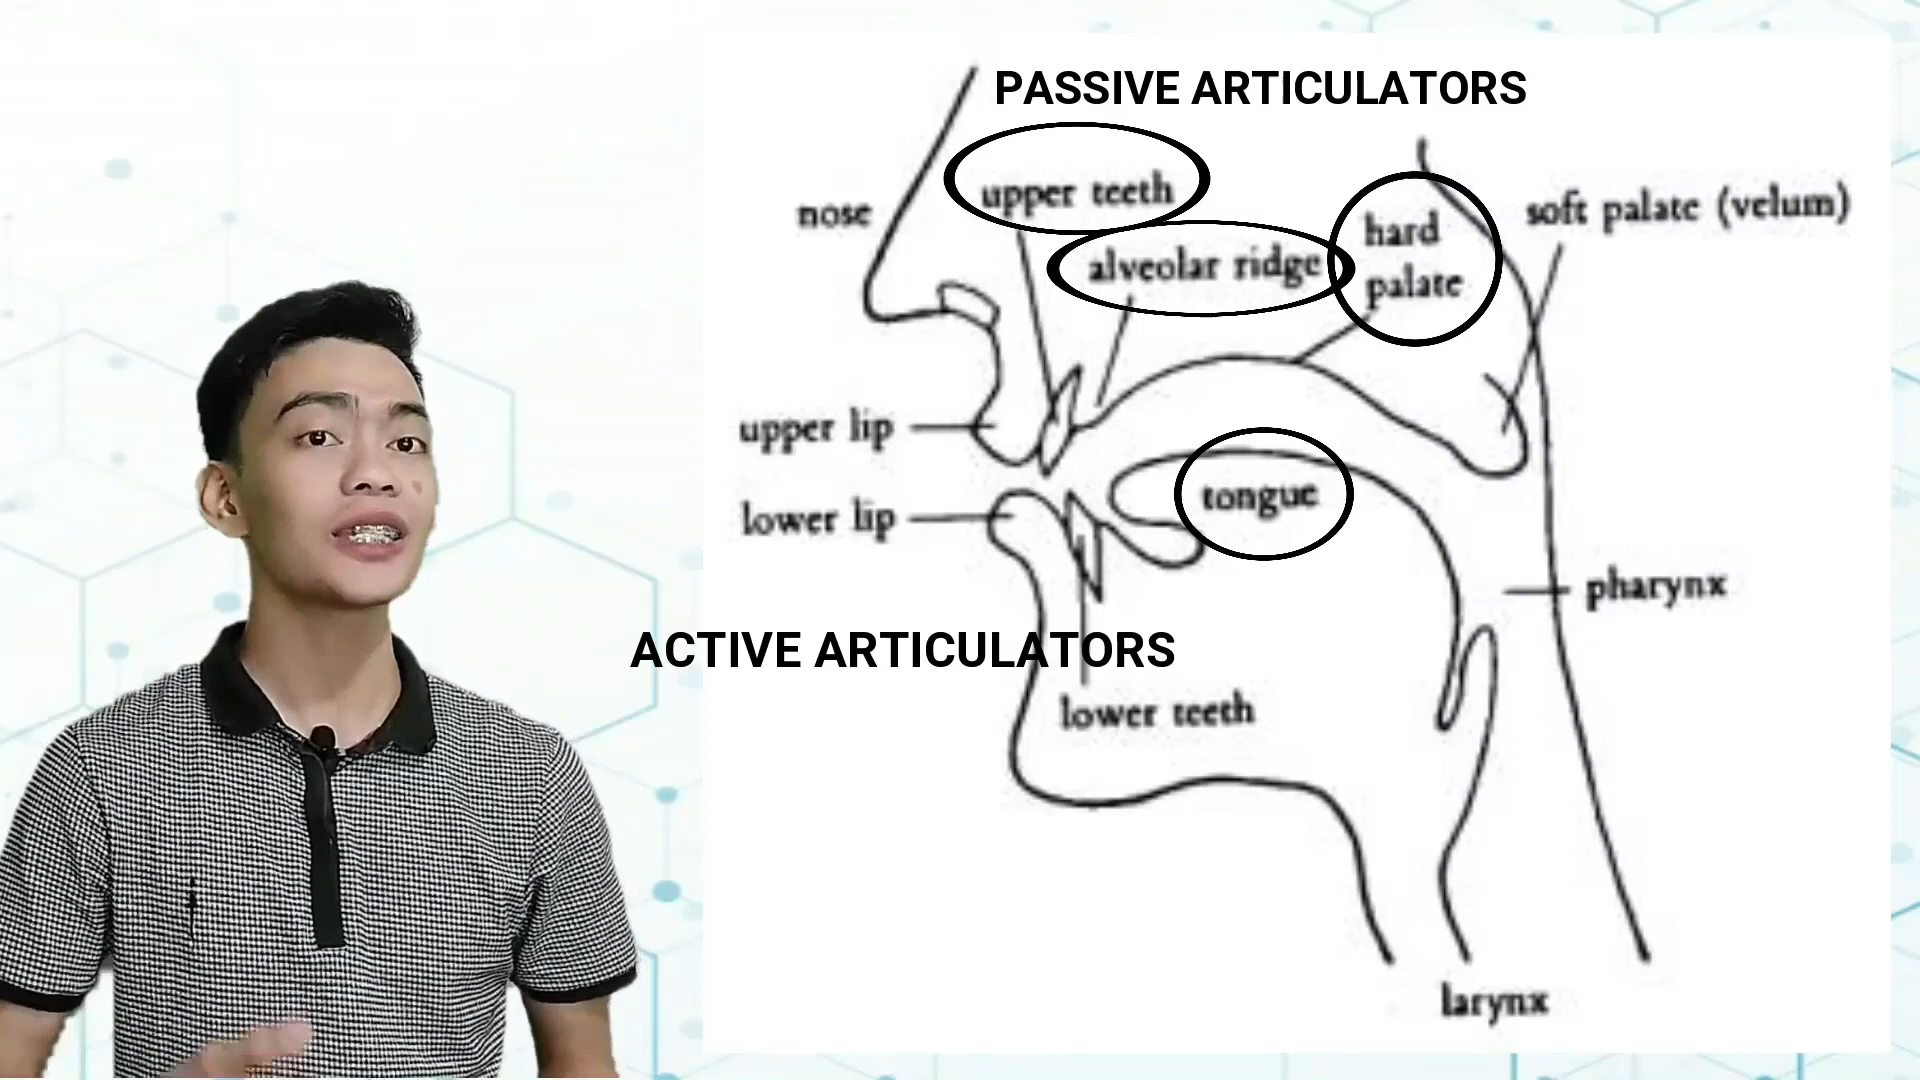 PASSIVE ARTICULATORS
upper teeth
nose
alveolar ridge
hard
palate
soft palate (velum)
upper lip
tongue
lower lip
pharynx
ACTIVE ARTICULATORS
lower teeth
larynx